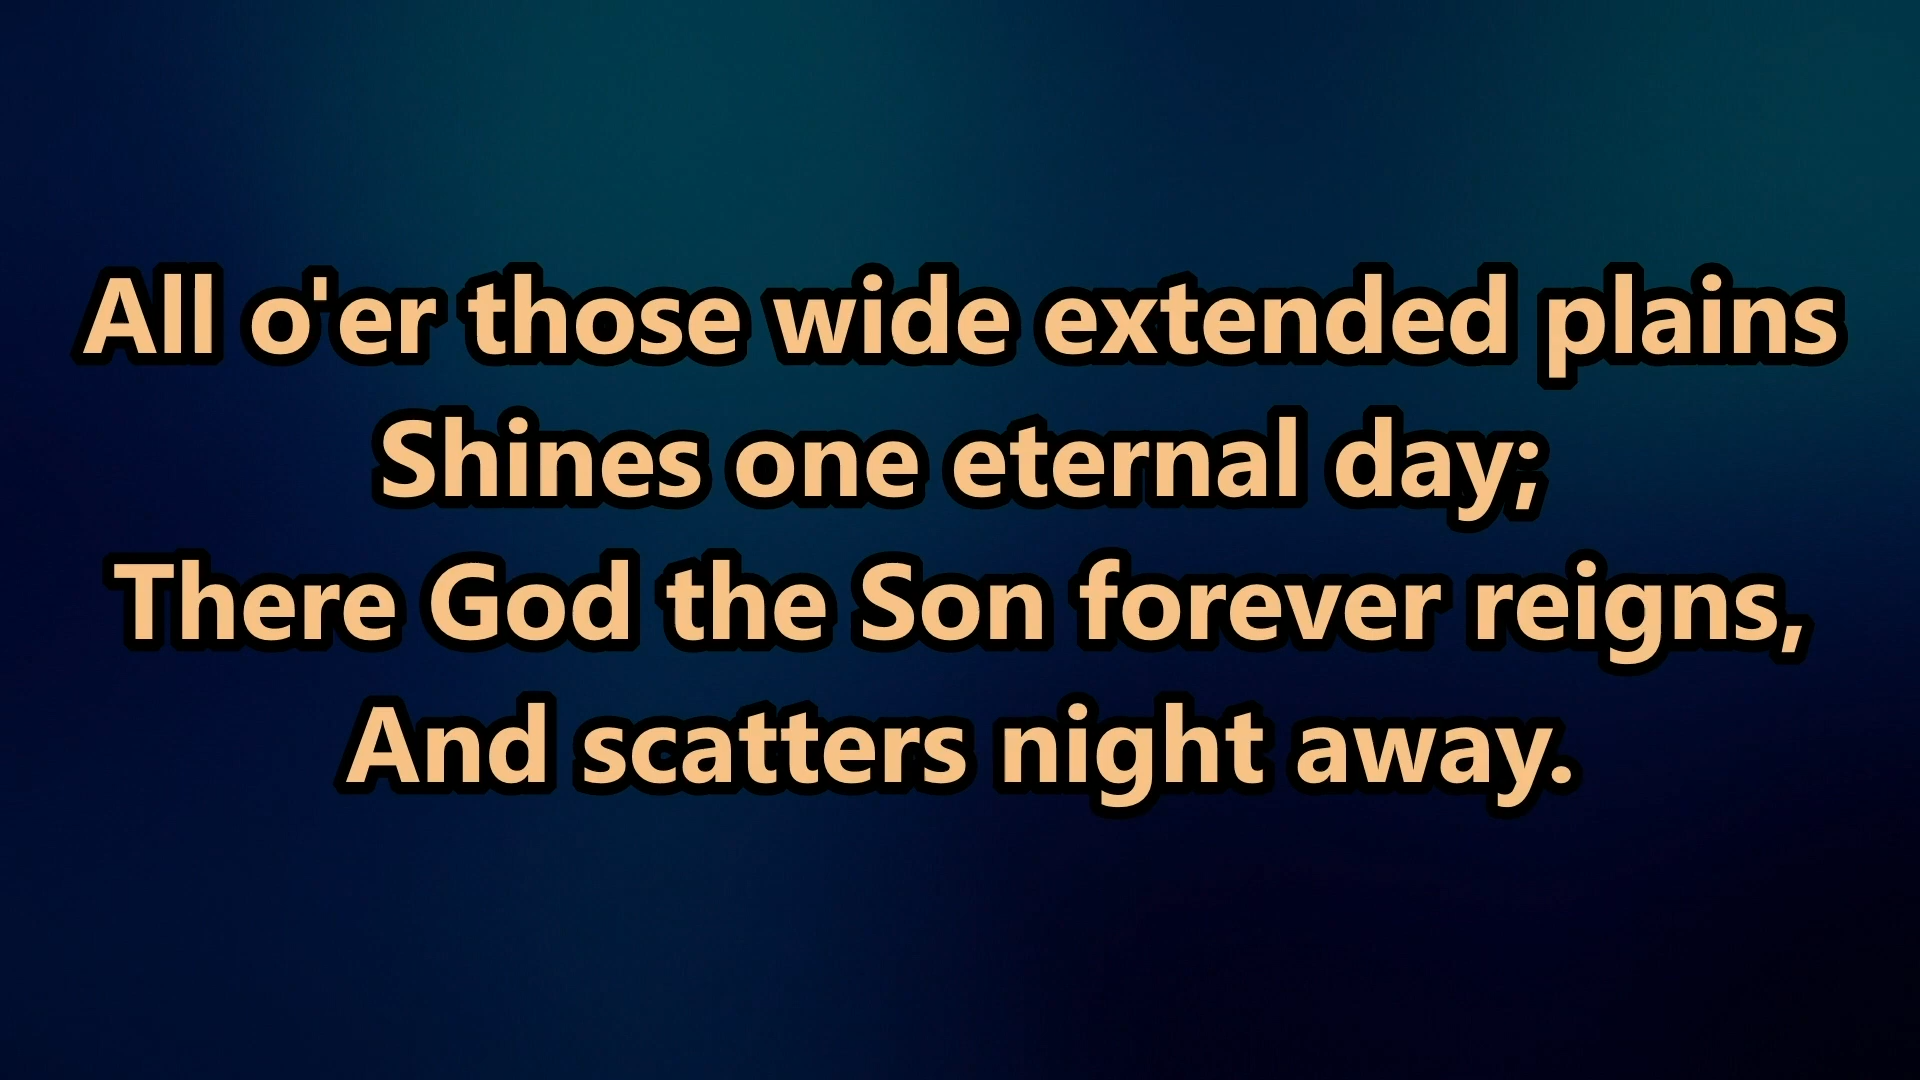 All o'er those wide extended plains
Shines one eternal day;
There God the Son forever reigns,
And scatters night away.